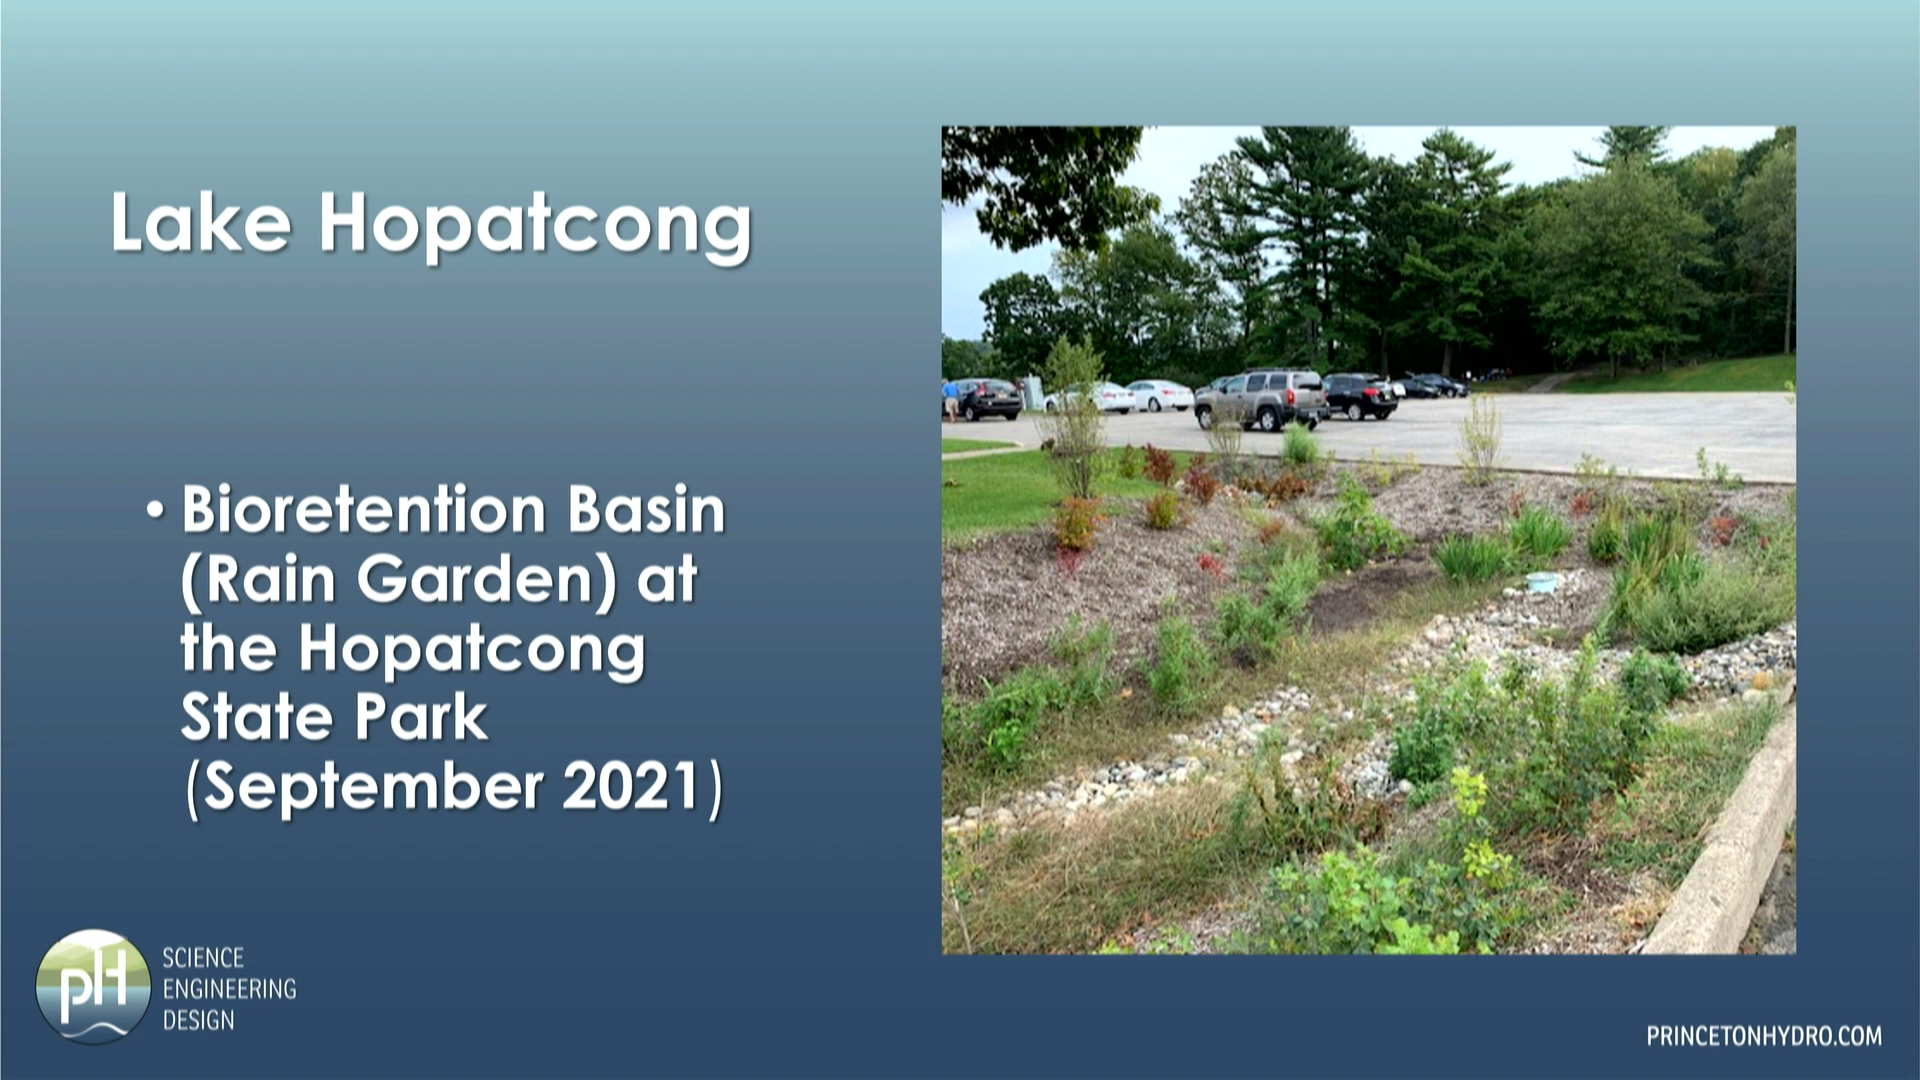 Lake Hopatcong
• Bioretention Basin
(Rain Garden) at
the Hopatcong
State Park
(September 2021)
pH
SCIENCE
ENGINEERING
DESIGN
PRINCETONHYDRO.COM